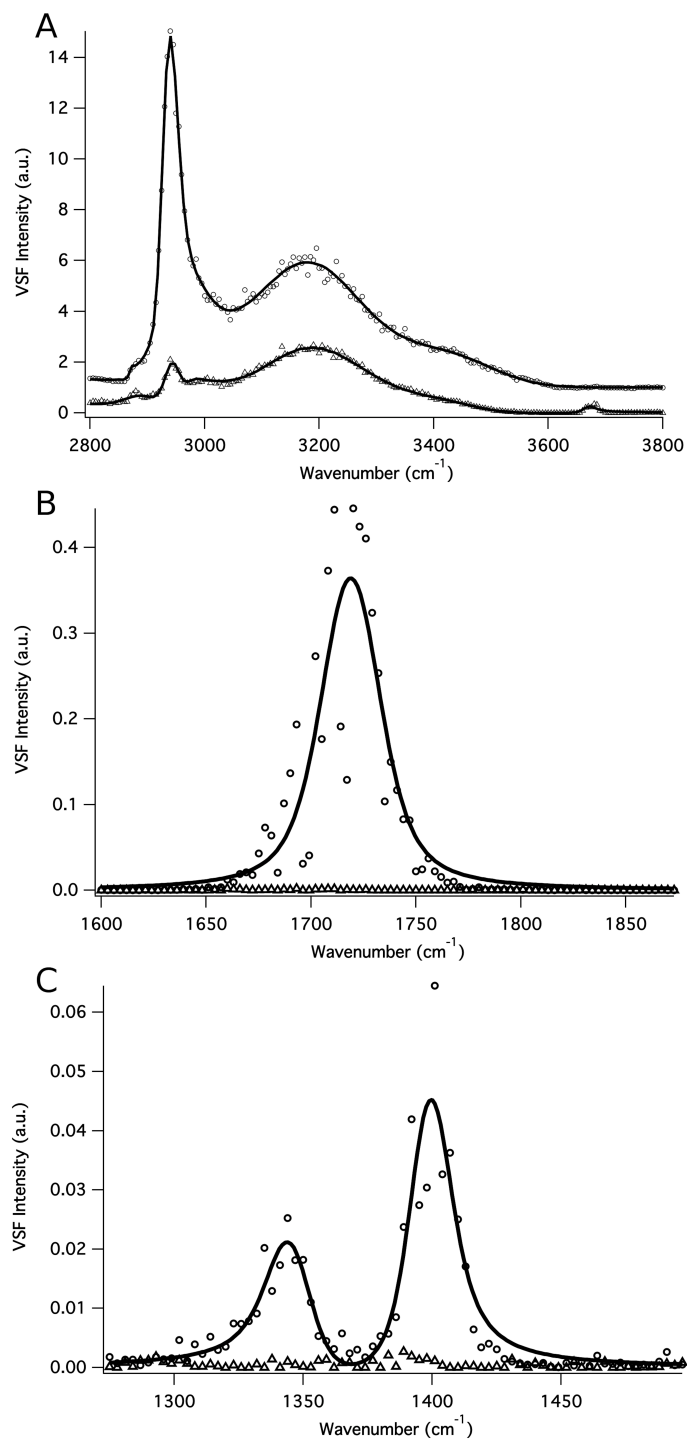 A
14
12
10
8
6
4
2
0
VSF Intensity (a.u.)
2800 3000 3200 3400 3600 3800
Wavenumber (cm⁻¹)
B
0.4
0.3
0.2
0.1
0.0
VSF Intensity (a.u.)
1600 1650 1700 1750 1800 1850
Wavenumber (cm⁻¹)
C
0.06
0.05
0.04
0.03
0.02
0.01
0.00
VSF Intensity (a.u.)
1300 1350 1400 1450
Wavenumber (cm⁻¹)